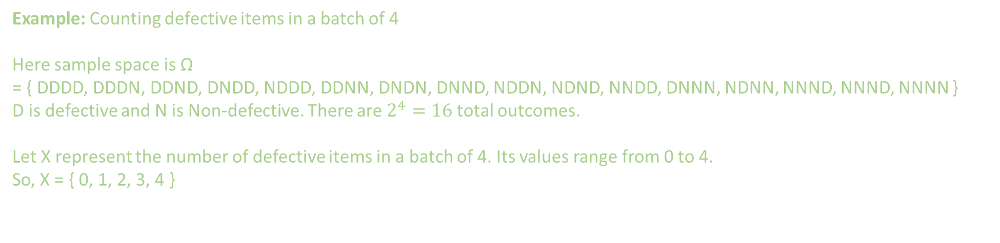 Example: Counting defective items in a batch of 4
Here sample space is Ω
= { DDDD, DDDN, DDND, DNDD, NDDD, DDNN, DNDN, DNND, NDDN, NDND, NNDD, DNNN, NDNN, NNND, NNND, NNNN }
D is defective and N is Non-defective. There are 2⁴ = 16 total outcomes.
Let X represent the number of defective items in a batch of 4. Its values range from 0 to 4.
So, X = { 0, 1, 2, 3, 4 }